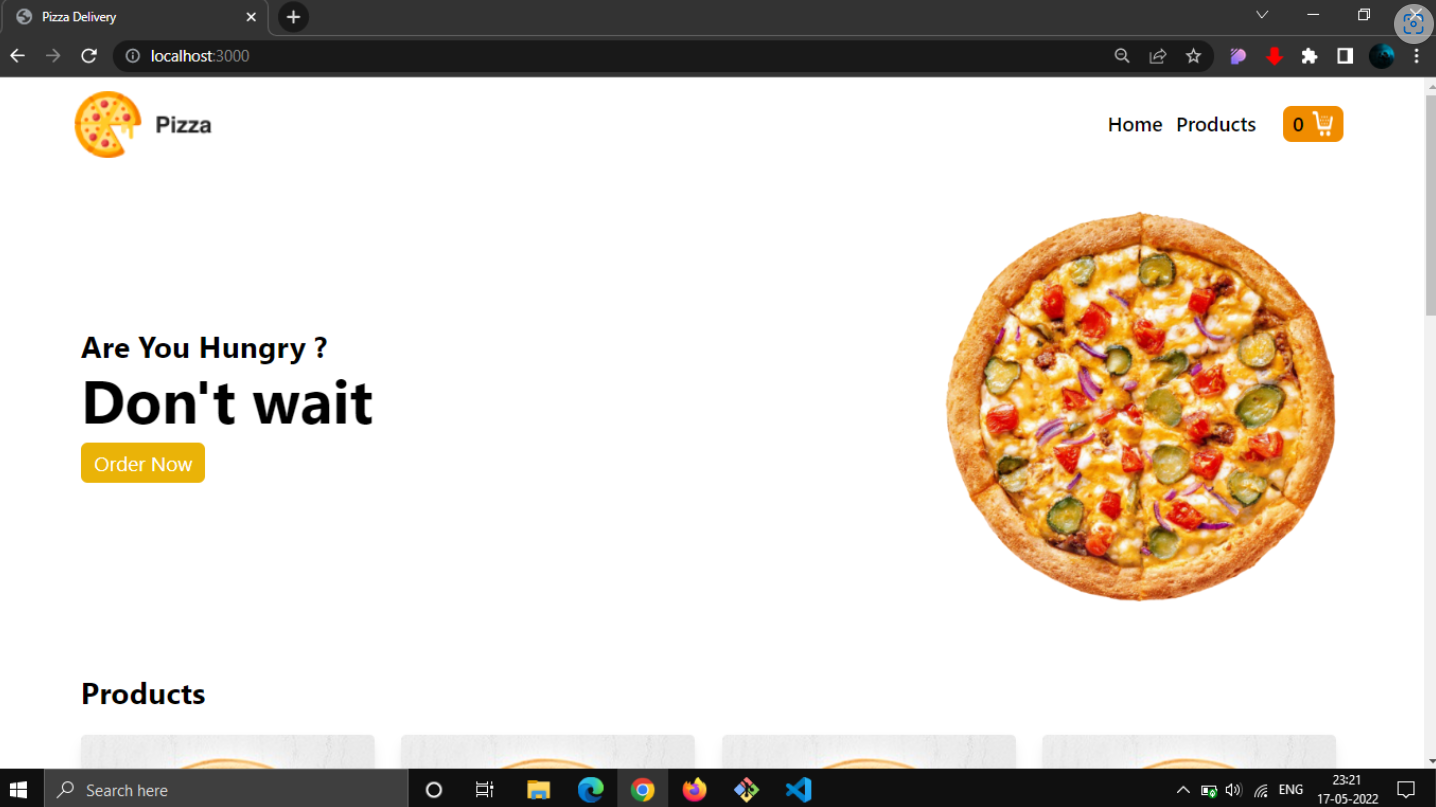 Pizza Delivery
localhost:3000
Pizza
Home Products 0
Are You Hungry ?
Don't wait
Order Now
Products
Search here
ENG
23:21
17-05-2022